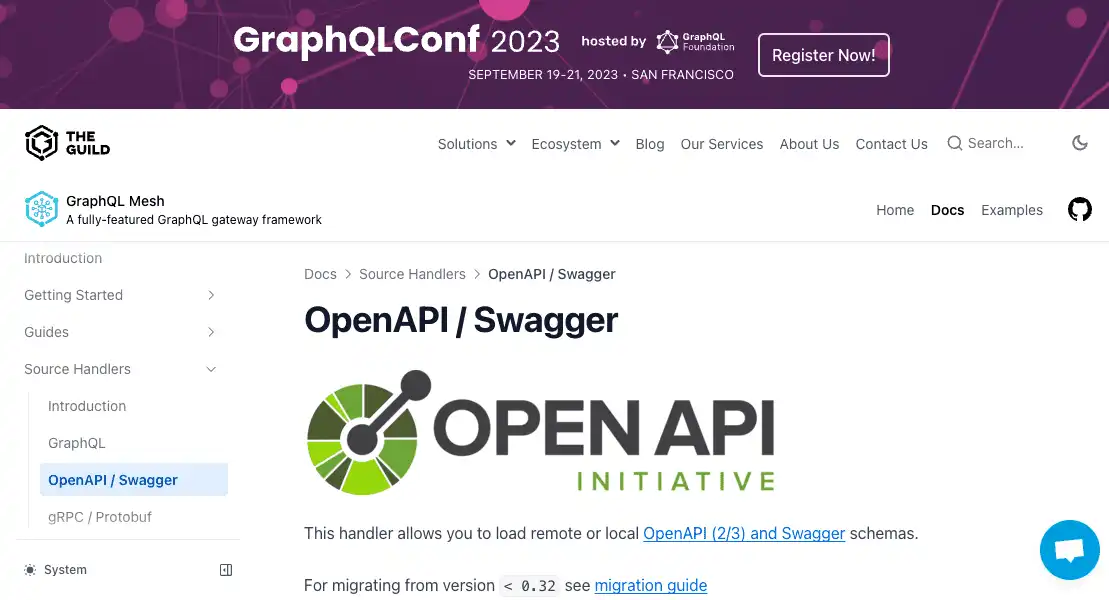 GraphQLConf 2023 hosted by GraphQL Foundation
SEPTEMBER 19-21, 2023 • SAN FRANCISCO
Register Now!
THE GUILD
Solutions Ecosystem Blog Our Services About Us Contact Us Search...
GraphQL Mesh
A fully-featured GraphQL gateway framework
Home Docs Examples
Introduction
Getting Started
Guides
Source Handlers
Introduction
GraphQL
OpenAPI / Swagger
gRPC / Protobuf
System
Docs > Source Handlers > OpenAPI / Swagger
OpenAPI / Swagger
OPEN API
INITIATIVE
This handler allows you to load remote or local OpenAPI (2/3) and Swagger schemas.
For migrating from version < 0.32 see migration guide